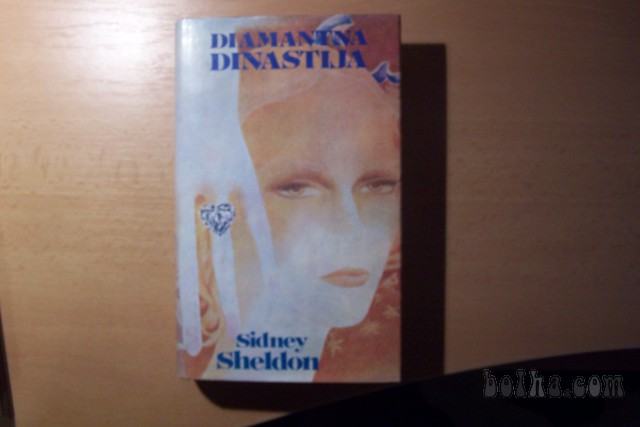 DIAMANTNA
DINASTIJA
Sidney
Sheldon
bolha.com